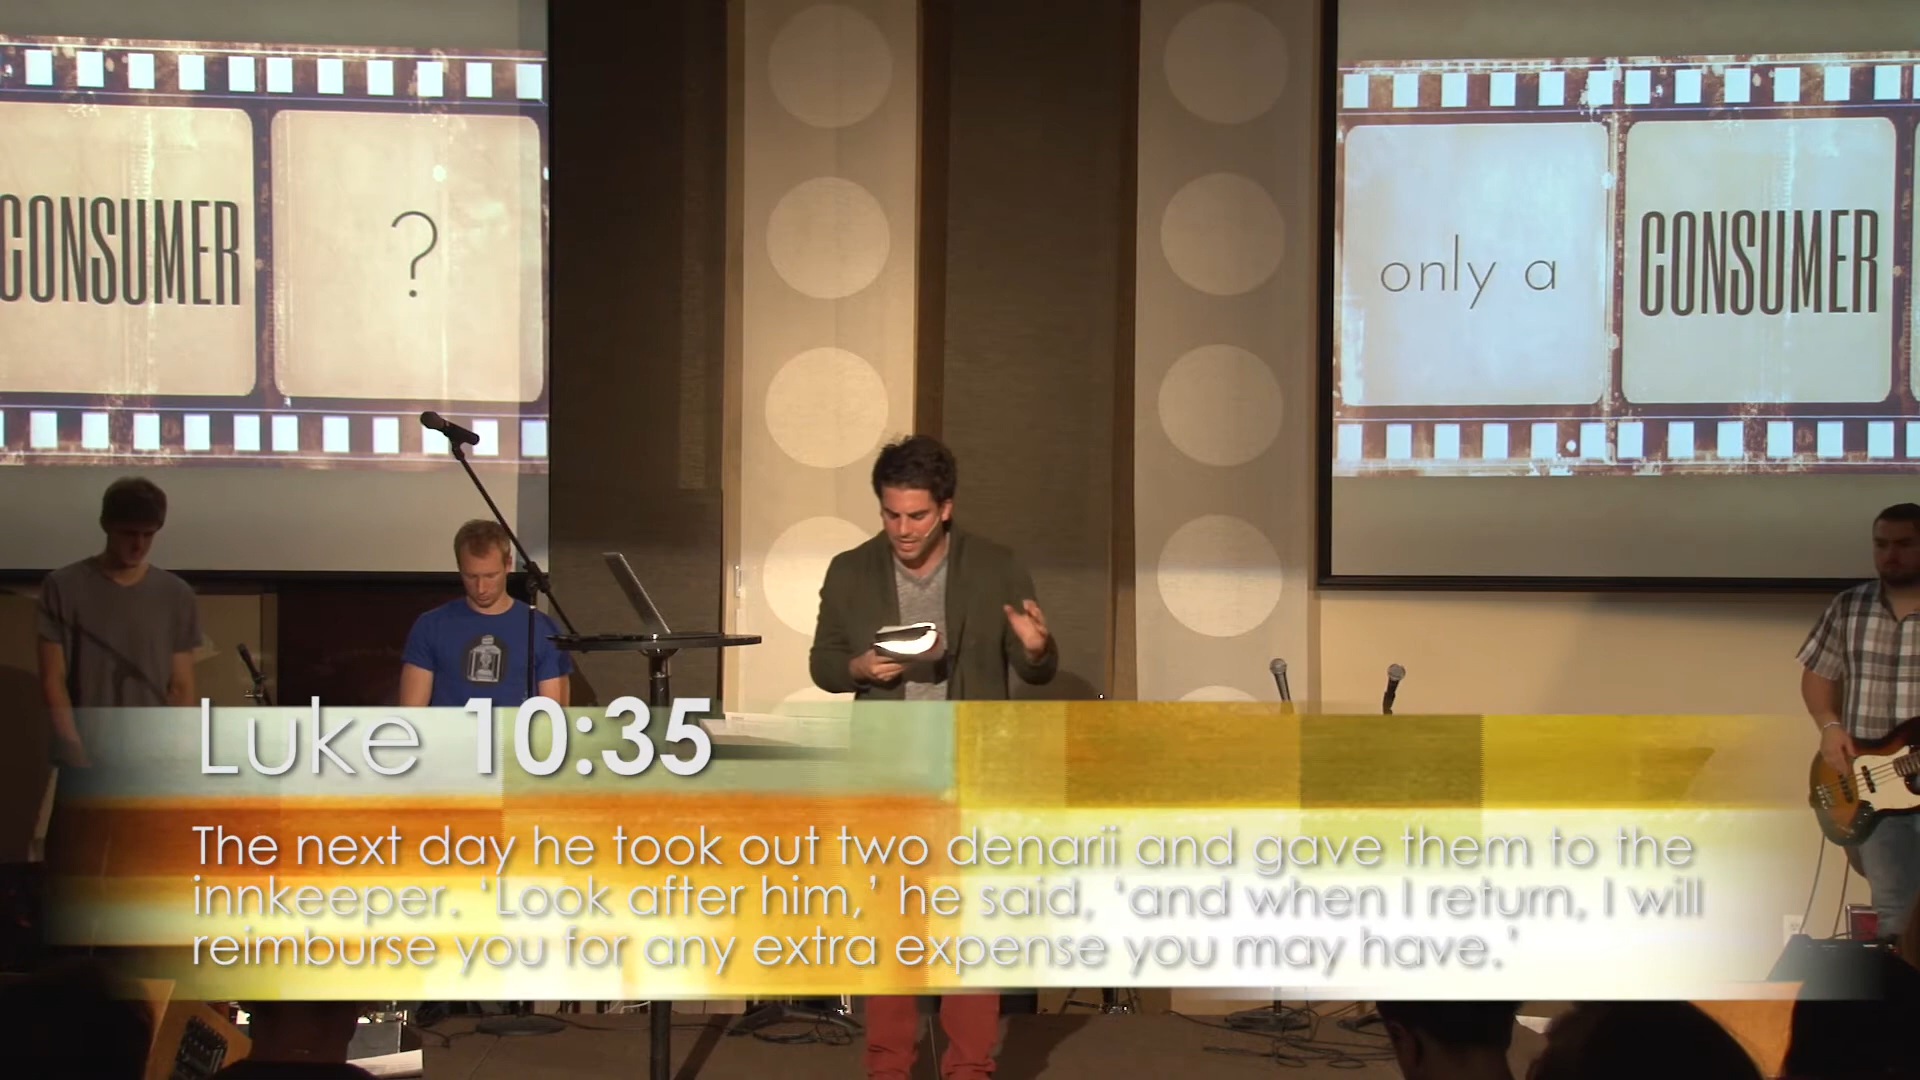 CONSUMER
?
only a
CONSUMER
Luke 10:35
The next day he took out two denarii and gave them to the
innkeeper. ‘Look after him,’ he said, ‘and when I return, I will
reimburse you for any extra expense you may have.’